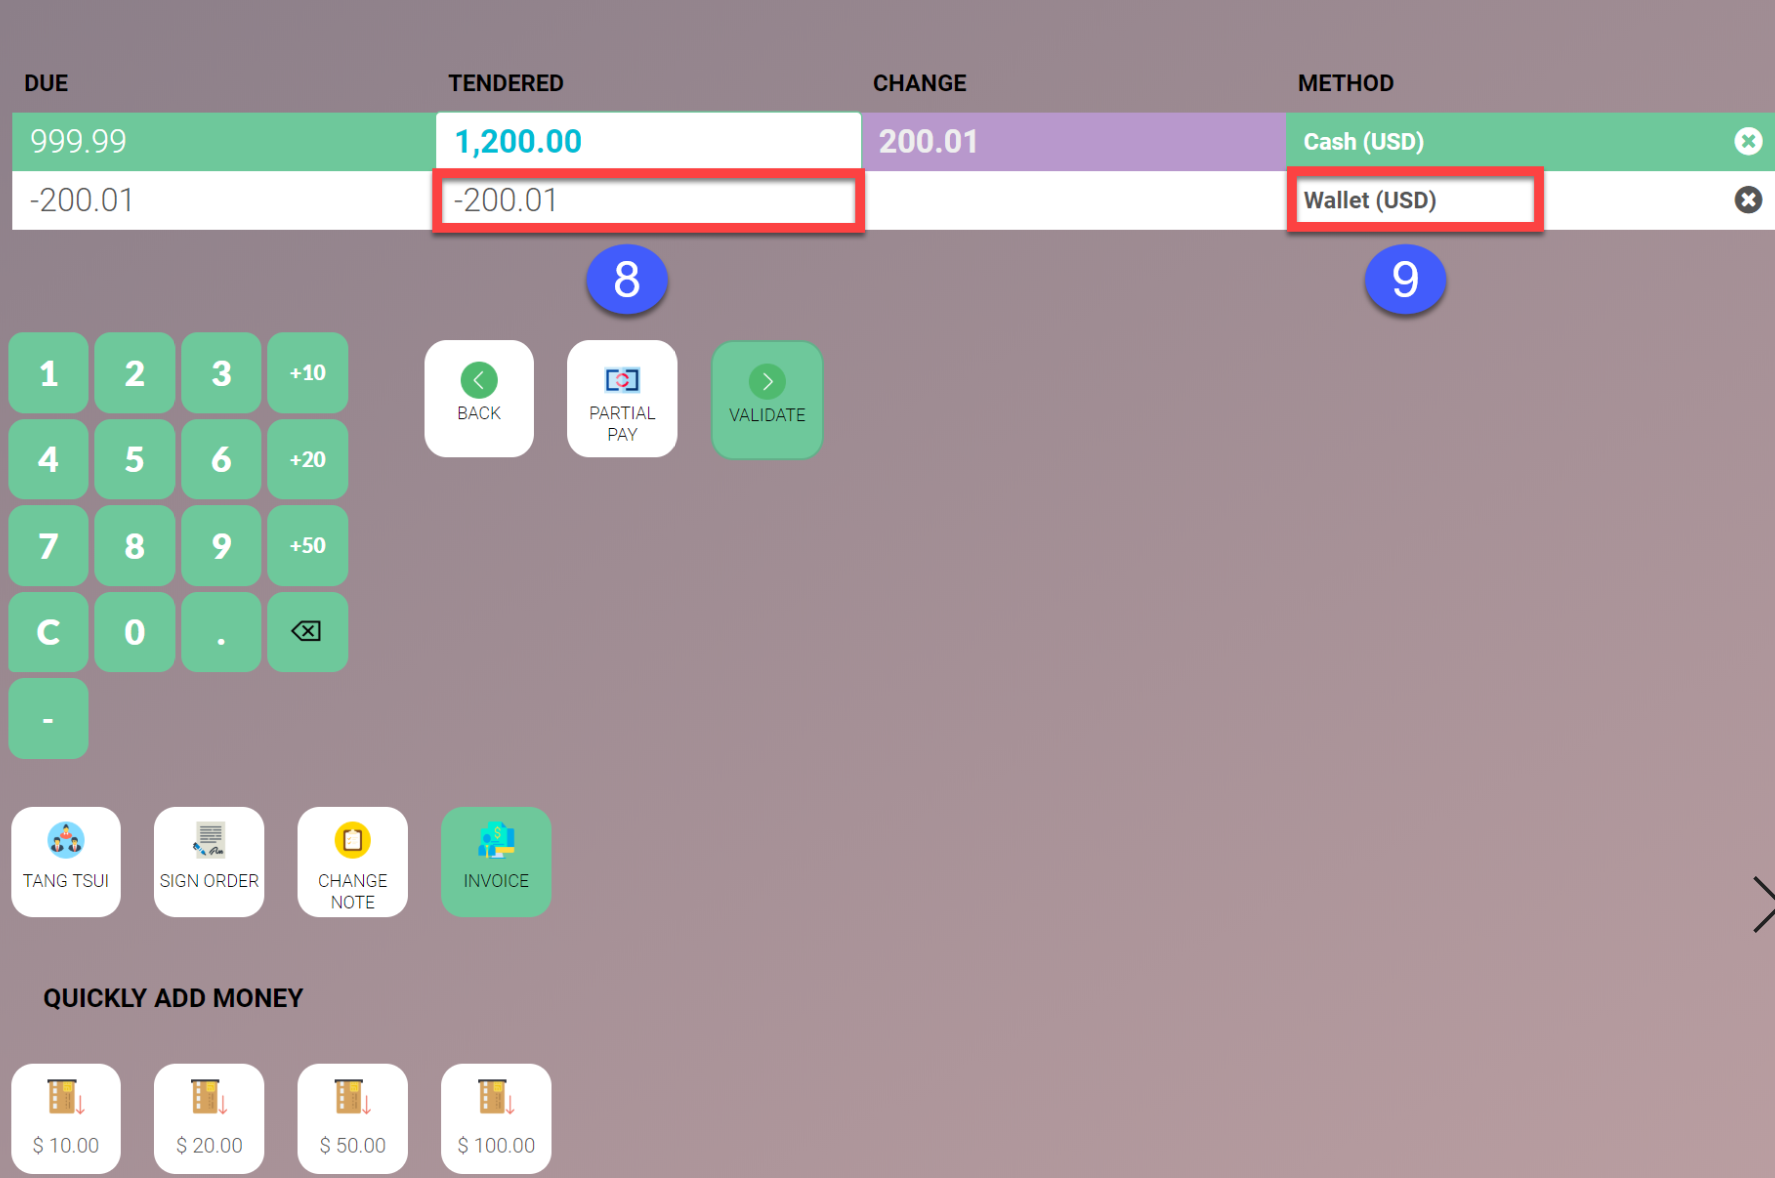 DUE TENDERED CHANGE METHOD
999.99 1,200.00 200.01 Cash (USD)
-200.01 -200.01 Wallet (USD)
8 9
1 2 3 +10
4 5 6 +20
7 8 9 +50
C 0 .
-
BACK
PARTIAL
PAY
VALIDATE
TANG TSUI
SIGN ORDER
CHANGE
NOTE
INVOICE
QUICKLY ADD MONEY
$ 10.00 $ 20.00 $ 50.00 $ 100.00